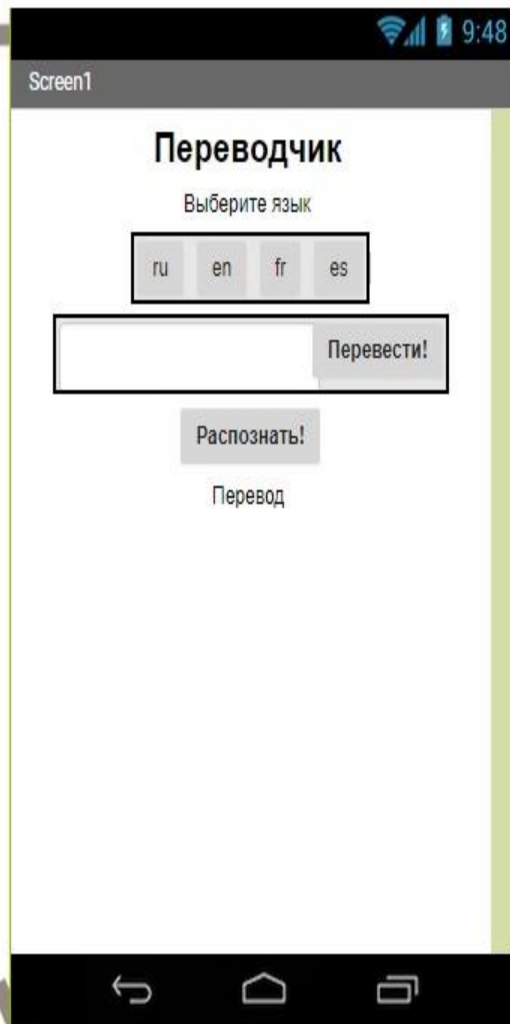 9:48
Screen1
Переводчик
Выберите язык
ru en fr es
Перевести!
Распознать!
Перевод